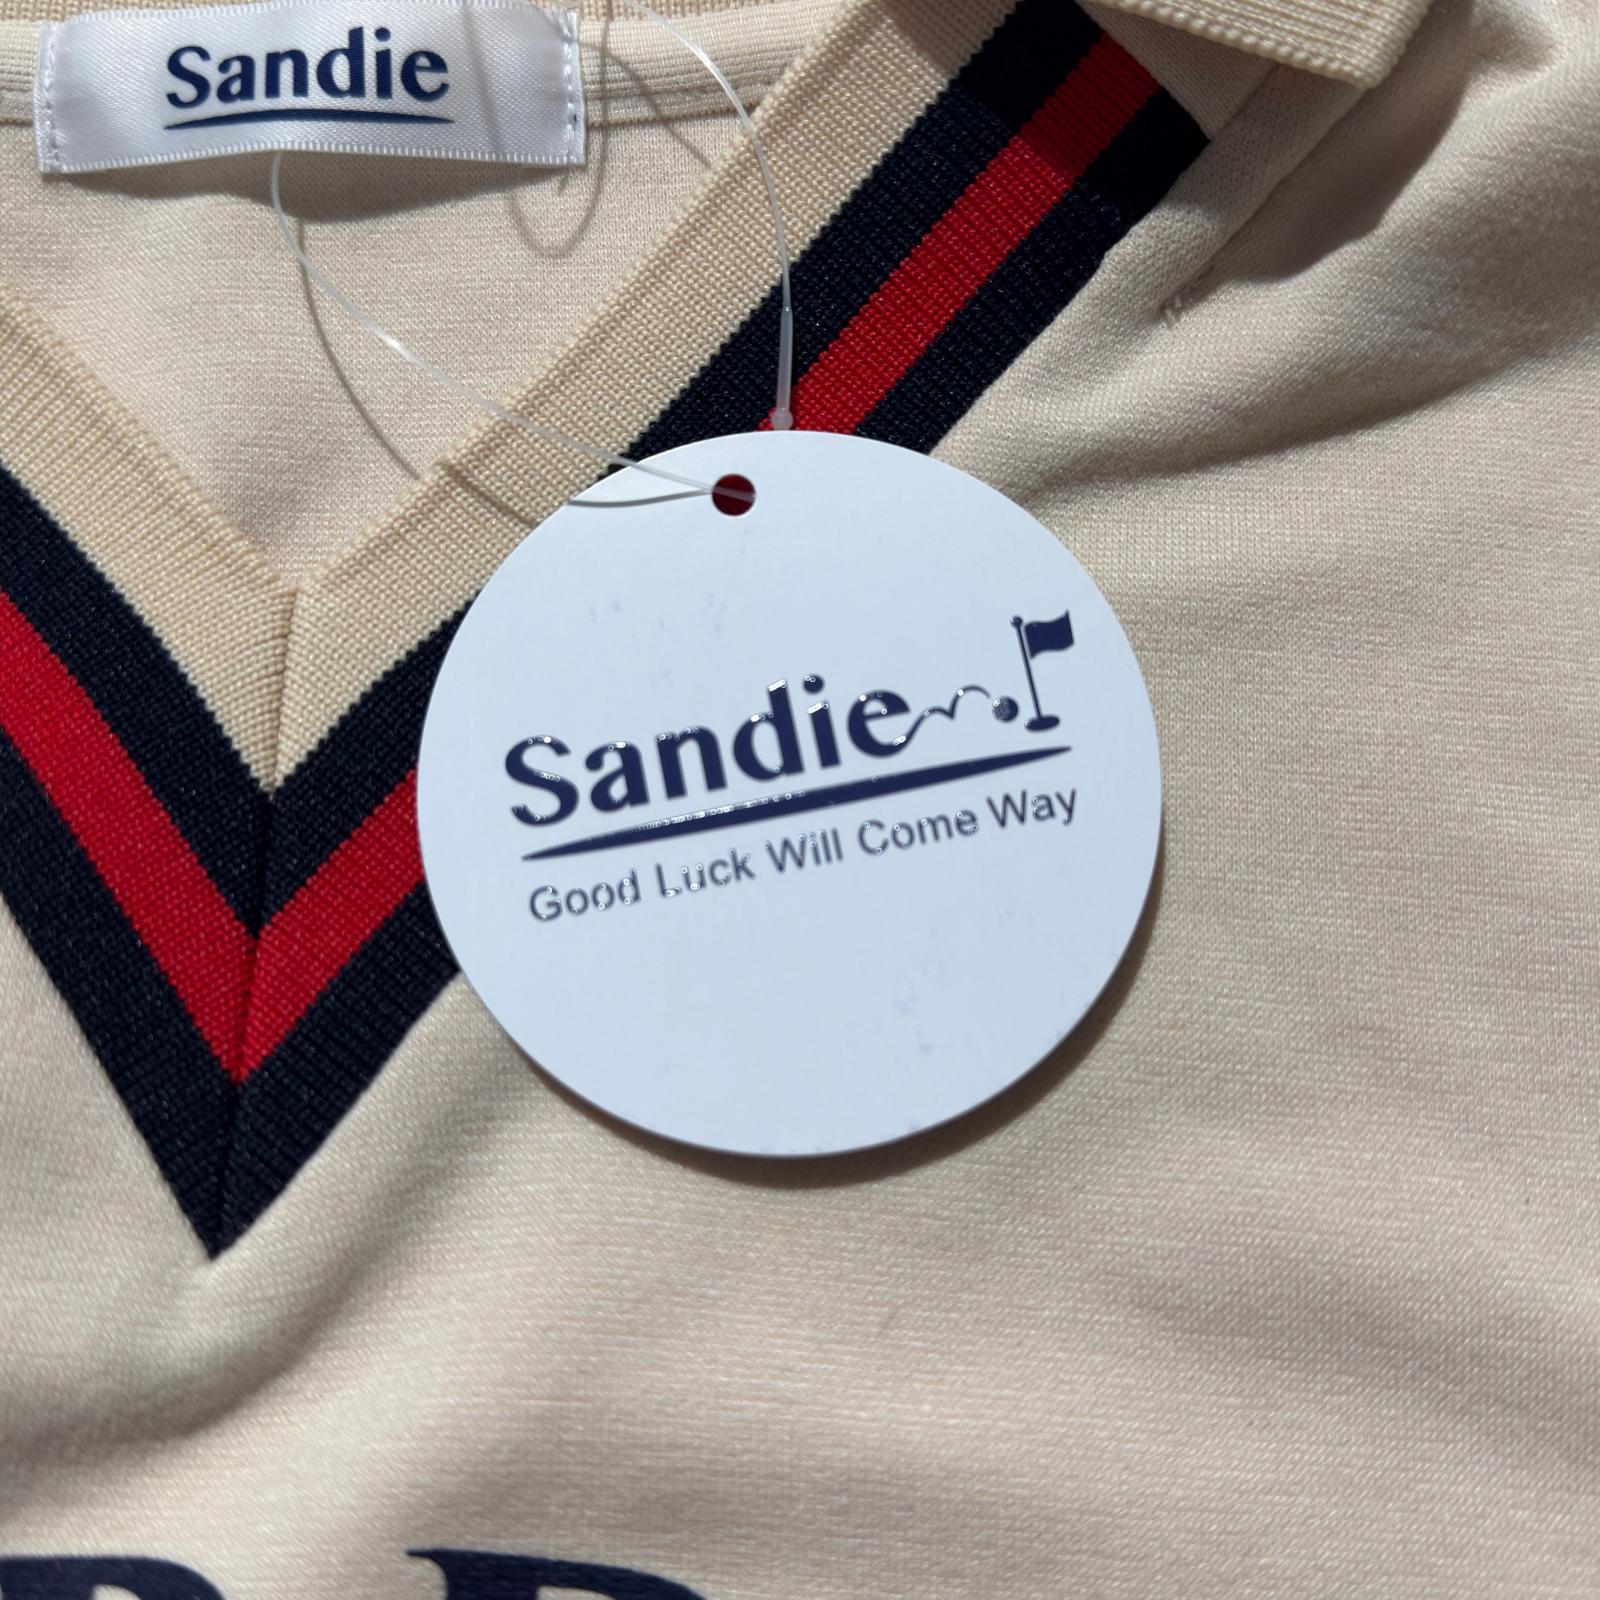 Sandie
Sandie
Good Luck Will Come Way